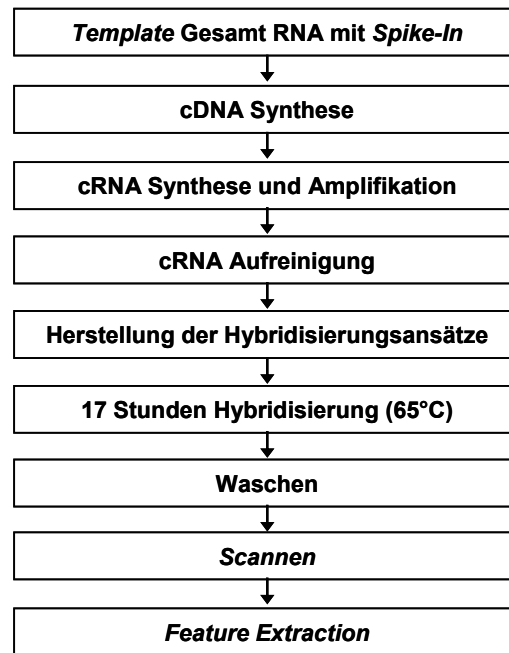 Template Gesamt RNA mit Spike-In
cDNA Synthese
cRNA Synthese und Amplifikation
cRNA Aufreinigung
Herstellung der Hybridisierungsansätze
17 Stunden Hybridisierung (65°C)
Waschen
Scannen
Feature Extraction